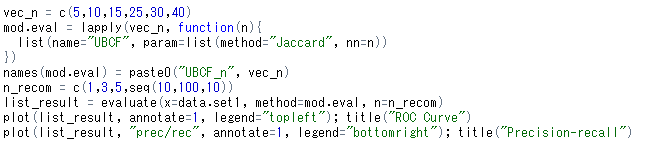 vec_n = c(5,10,15,25,30,40)
mod.eval = lapply(vec_n, function(n){
  list(name="UBCF", param=list(method="Jaccard", nn=n))
})
names(mod.eval) = paste0("UBCF_n", vec_n)
n_recom = c(1,3,5,seq(10,100,10))
list_result = evaluate(x=data.set1, method=mod.eval, n=n_recom)
plot(list_result, annotate=1, legend="topleft"); title("ROC Curve")
plot(list_result, "prec/rec", annotate=1, legend="bottomright"); title("Precision-recall")